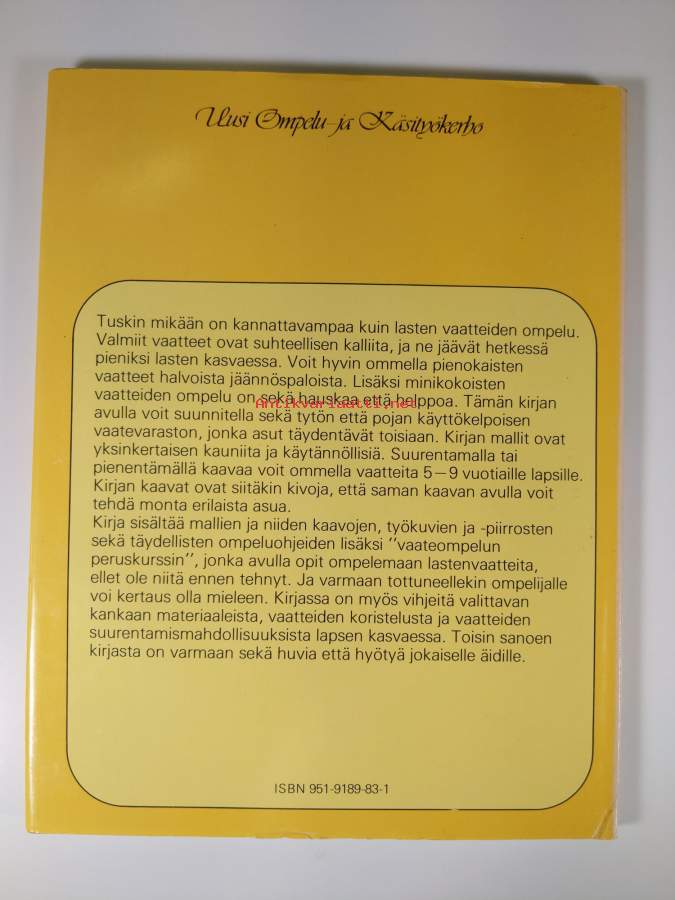 Uusi Ompelu- ja Käsityökerho
Tuskin mikään on kannattavampaa kuin lasten vaatteiden ompelu.
Valmiit vaatteet ovat suhteellisen kalliita, ja ne jäävät hetkessä
pieniksi lasten kasvaessa. Voit hyvin ommella pienokaisten
vaatteet halvoista jäännöspaloista. Lisäksi minikokoisten
vaatteiden ompelu on sekä hauskaa että helppoa. Tämän kirjan
Antikvariaatti.net
avulla voit suunnitella sekä tytön että pojan käyttökelpoisen
vaatevaraston, jonka asut täydentävät toisiaan. Kirjan mallit ovat
yksinkertaisen kauniita ja käytännöllisiä. Suurentamalla tai
pienentämällä kaavaa voit ommella vaatteita 5–9 vuotiaille lapsille.
Kirjan kaavat ovat siitäkin kivoja, että saman kaavan avulla voit
tehdä monta erilaista asua.
Kirja sisältää mallien ja niiden kaavojen, työkuvien ja -piirrosten
sekä täydellisten ompeluohjeiden lisäksi ''vaateompelun
peruskurssin'', jonka avulla opit ompelemaan lastenvaatteita,
ellet ole niitä ennen tehnyt. Ja varmaan tottuneellekin ompelijalle
voi kertaus olla mieleen. Kirjassa on myös vihjeitä valittavan
kankaan materiaaleista, vaatteiden koristelusta ja vaatteiden
suurentamismahdollisuuksista lapsen kasvaessa. Toisin sanoen
kirjasta on varmaan sekä huvia että hyötyä jokaiselle äidille.
ISBN 951-9189-83-1